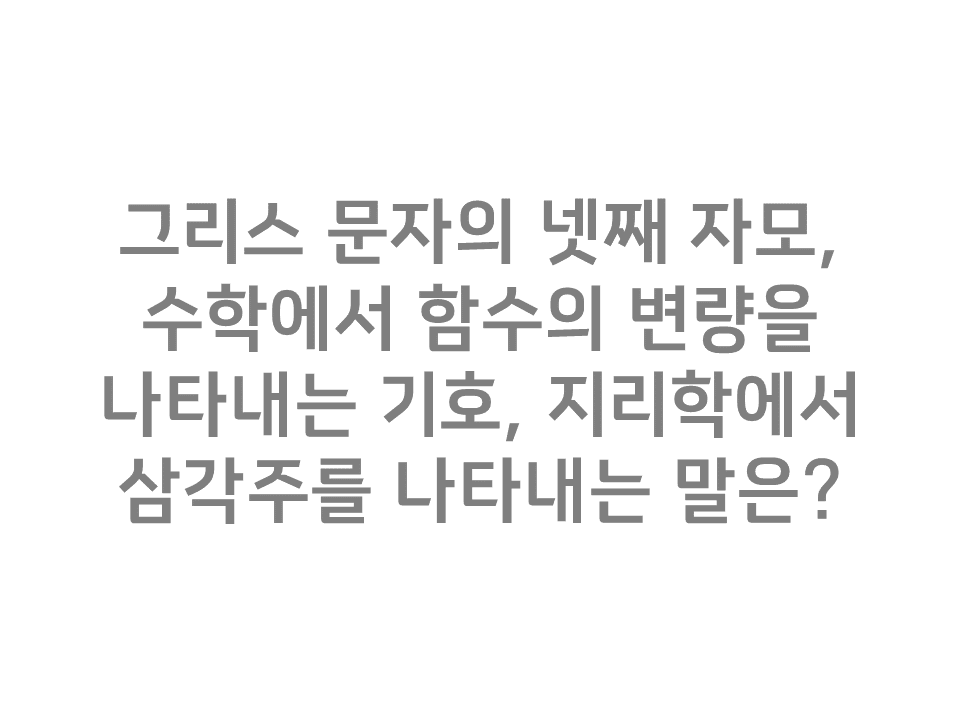 그리스 문자의 넷째 자모,
수학에서 함수의 변량을
나타내는 기호, 지리학에서
삼각주를 나타내는 말은?